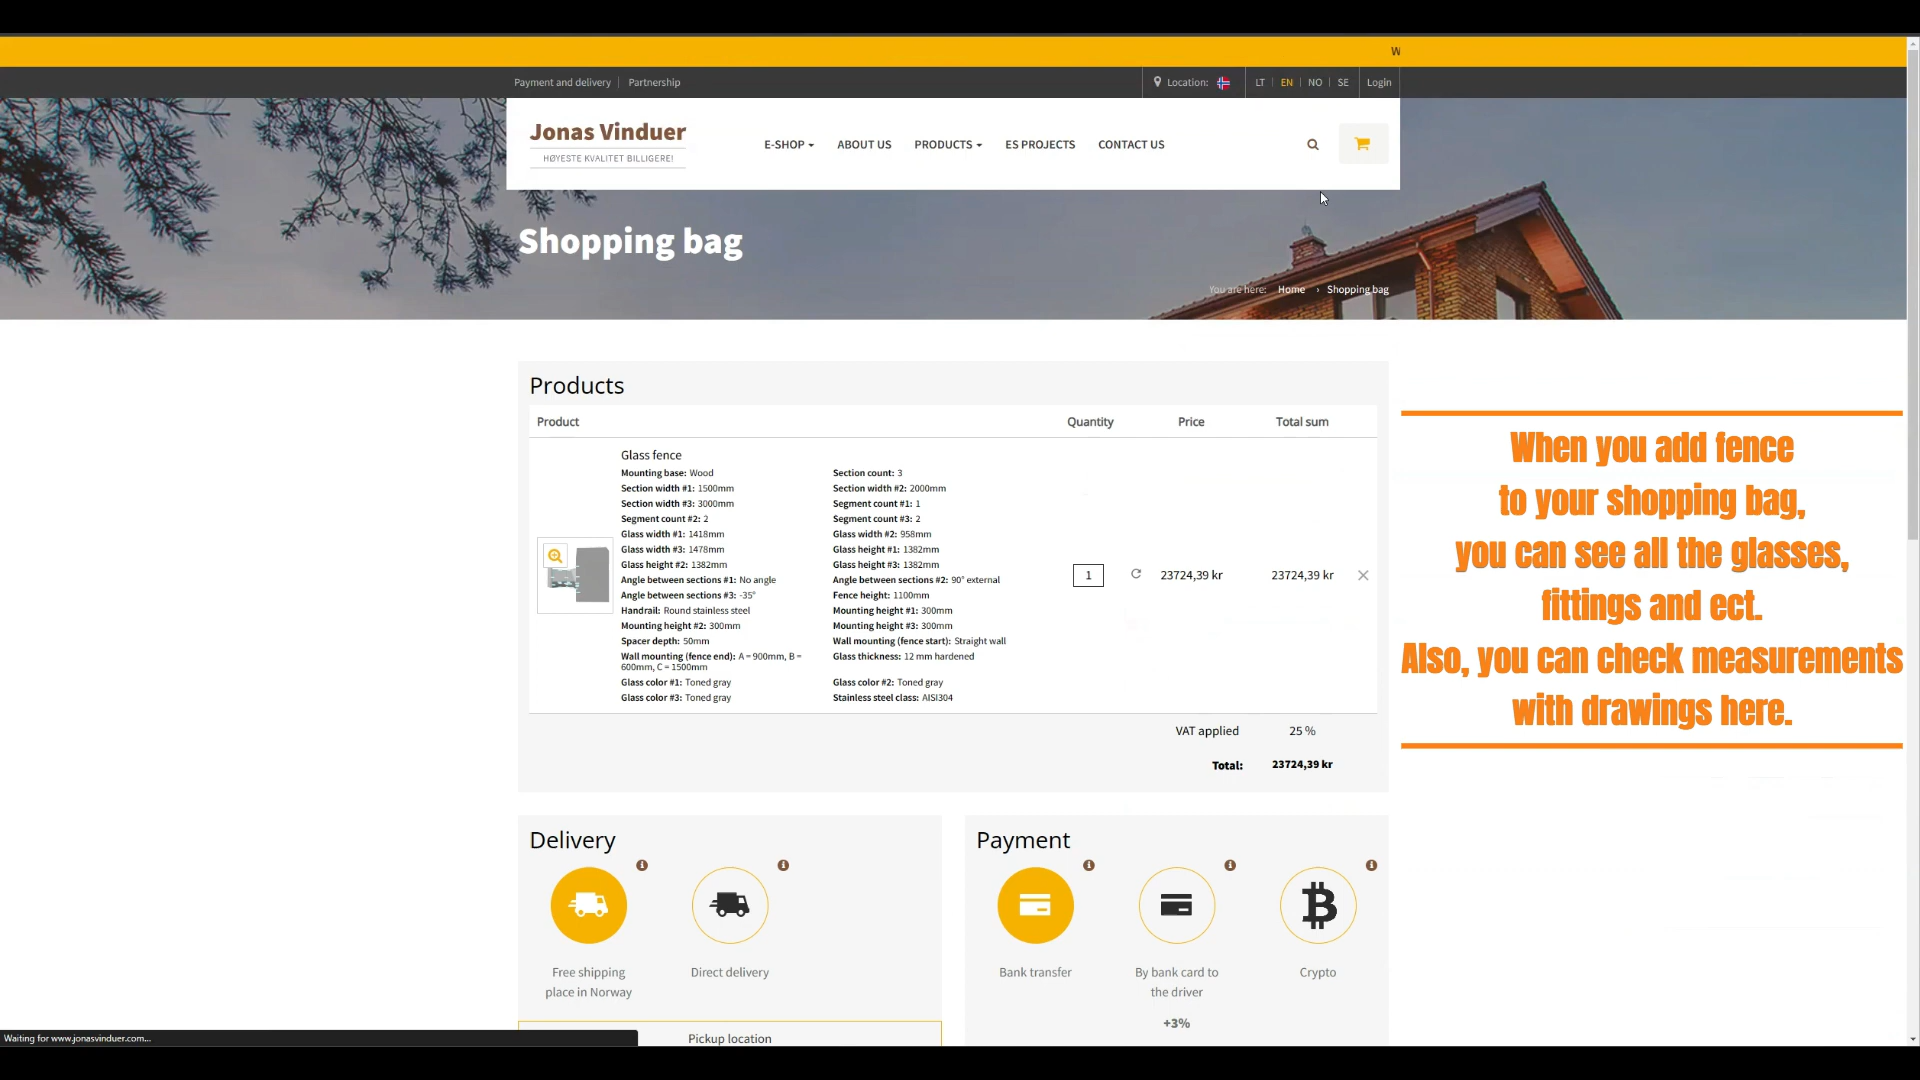 W
Payment and delivery | Partnership
Location: LT | EN | NO | SE Login
Jonas Vinduer
HØYESTE KVALITET BILLIGERE!
E-SHOP ABOUT US PRODUCTS ES PROJECTS CONTACT US
Shopping bag
You are here: Home › Shopping bag
Products
Product Quantity Price Total sum
Glass fence
Mounting base: Wood Section count: 3
Section width #1: 1500mm Section width #2: 2000mm
Section width #3: 3000mm Segment count #1: 1
Segment count #2: 2 Segment count #3: 2
Glass width #1: 1418mm Glass width #2: 958mm
Glass width #3: 1478mm Glass height #1: 1382mm
Glass height #2: 1382mm Glass height #3: 1382mm
Angle between sections #1: No angle Angle between sections #2: 90° external
Angle between sections #3: -35° Fence height: 1100mm
Handrail: Round stainless steel Mounting height #1: 300mm
Mounting height #2: 300mm Mounting height #3: 300mm
Spacer depth: 50mm Wall mounting (fence start): Straight wall
Wall mounting (fence end): A = 900mm, B = Glass thickness: 12 mm hardened
600mm, C = 1500mm
Glass color #1: Toned gray Glass color #2: Toned gray
Glass color #3: Toned gray Stainless steel class: AISI304
1 23724,39 kr 23724,39 kr
VAT applied 25 %
Total: 23724,39 kr
When you add fence
to your shopping bag,
you can see all the glasses,
fittings and ect.
Also, you can check measurements
with drawings here.
Delivery
Free shipping
place in Norway
Direct delivery
Pickup location
Payment
Bank transfer
By bank card to
the driver
+3%
Crypto
Waiting for www.jonasvinduer.com...